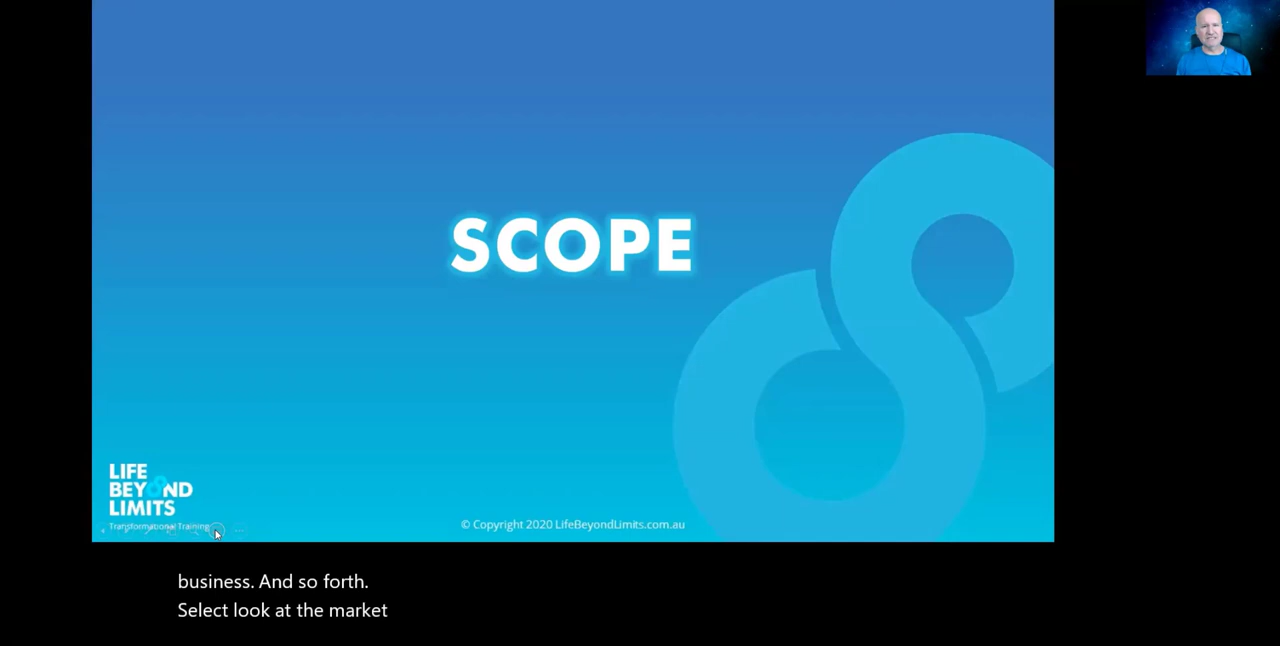 SCOPE
LIFE
BEYOND
LIMITS
Transformational Training
© Copyright 2020 LifeBeyondLimits.com.au
business. And so forth.
Select look at the market